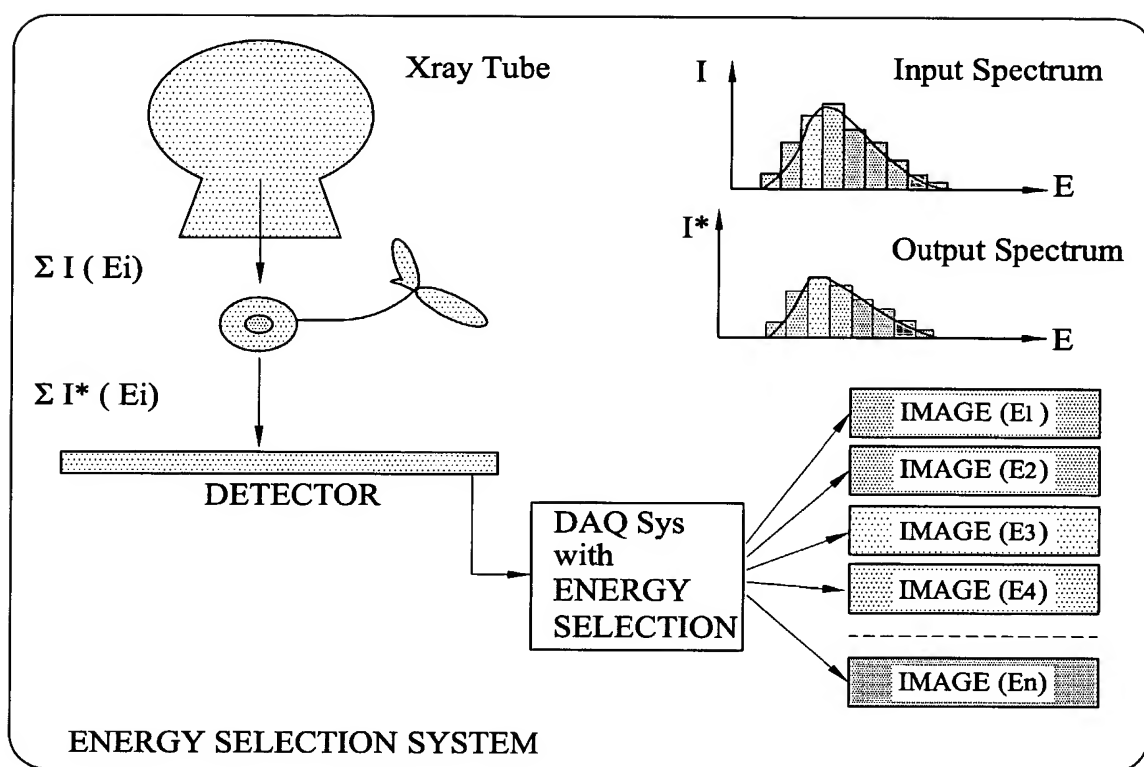 Xray Tube
I
Input Spectrum
E
I*
Output Spectrum
E
Σ I ( Ei)
Σ I* ( Ei)
DETECTOR
DAQ Sys
with
ENERGY
SELECTION
IMAGE (E1 )
IMAGE (E2)
IMAGE (E3)
IMAGE (E4)
IMAGE (En)
ENERGY SELECTION SYSTEM